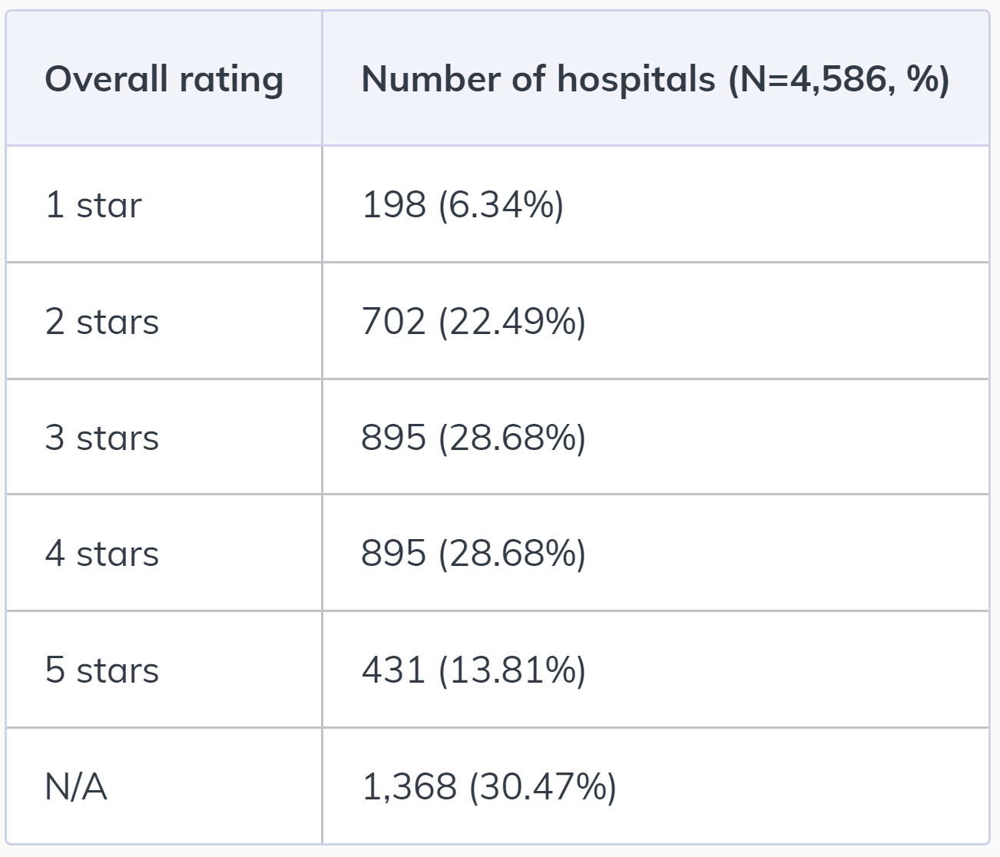 Overall rating Number of hospitals (N=4,586, %)
1 star 198 (6.34%)
2 stars 702 (22.49%)
3 stars 895 (28.68%)
4 stars 895 (28.68%)
5 stars 431 (13.81%)
N/A 1,368 (30.47%)